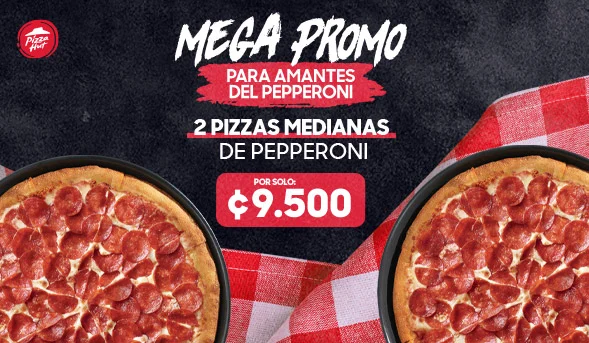 Pizza
Hut
MEGA PROMO
PARA AMANTES
DEL PEPPERONI
2 PIZZAS MEDIANAS
DE PEPPERONI
POR SOLO:
₵9.500